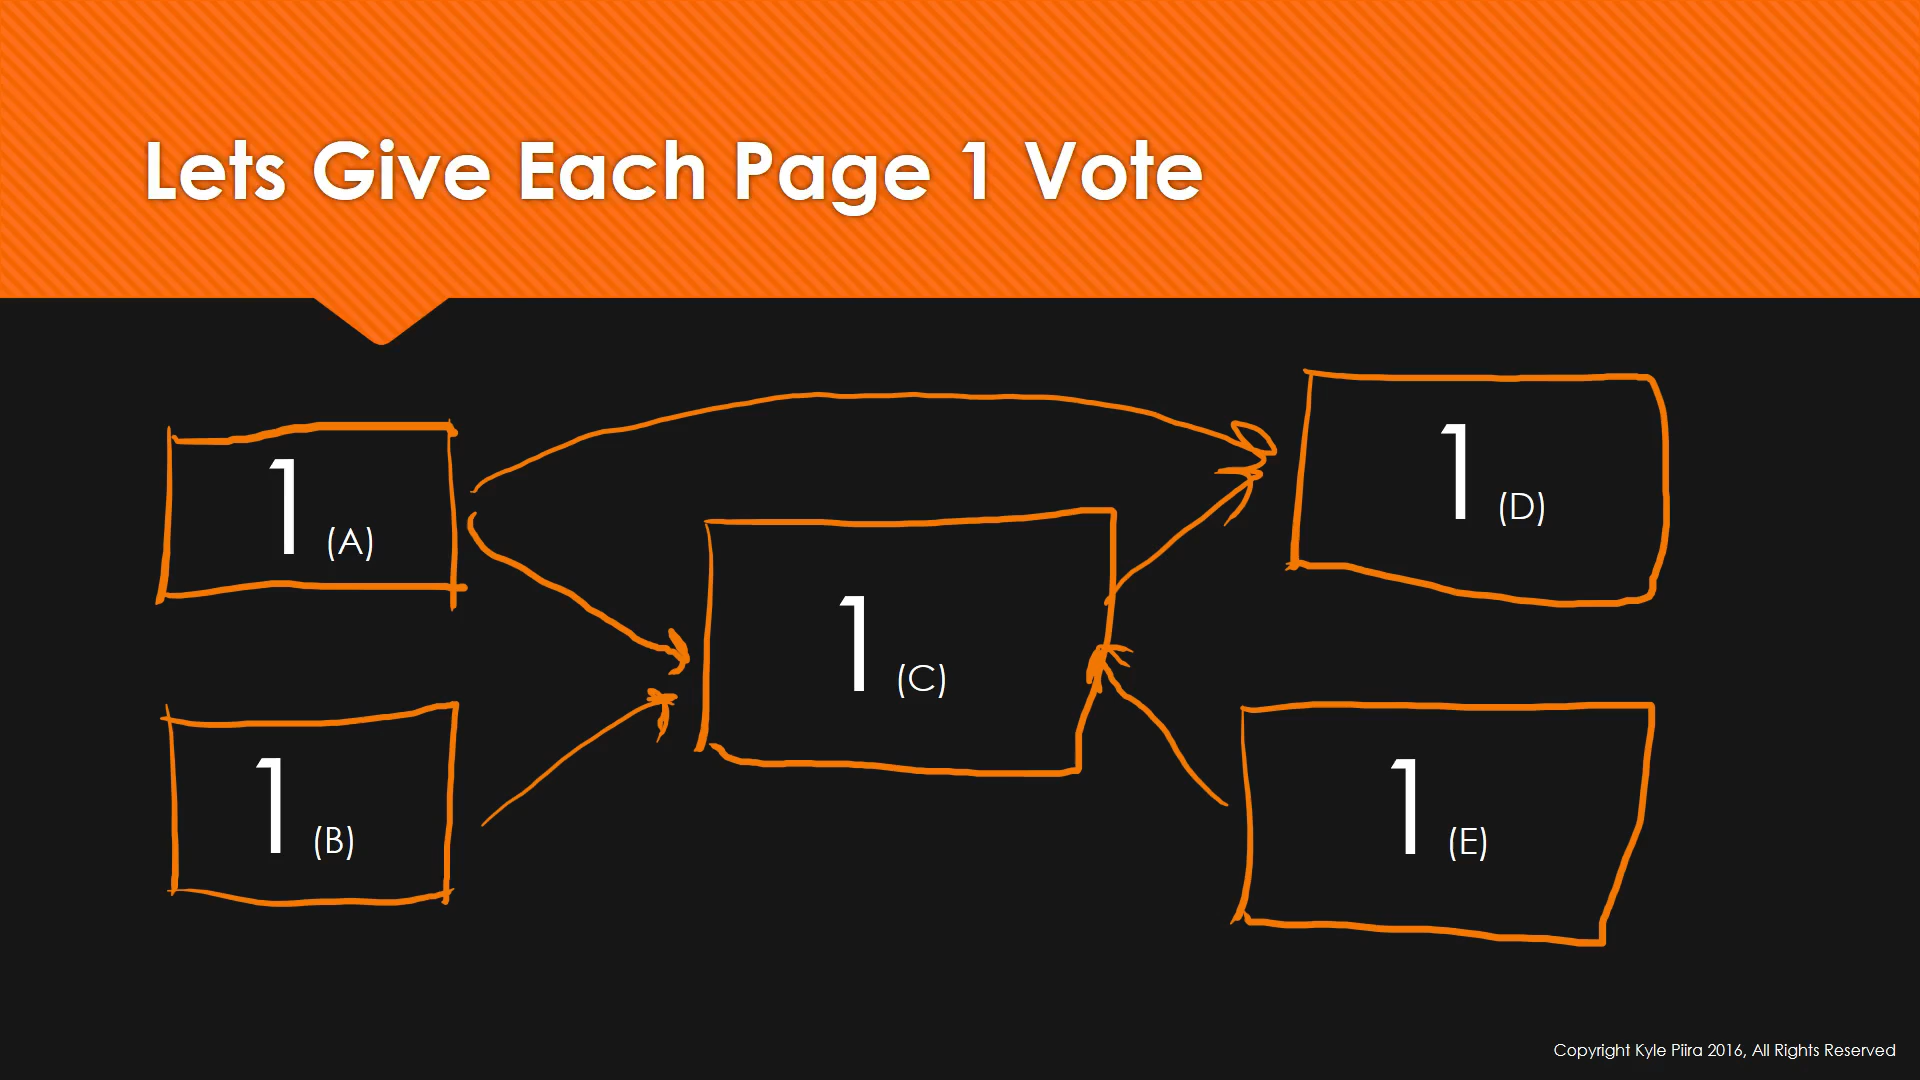 Lets Give Each Page 1 Vote
1 (A)
1 (D)
1 (C)
1 (B)
1 (E)
Copyright Kyle Piira 2016, All Rights Reserved